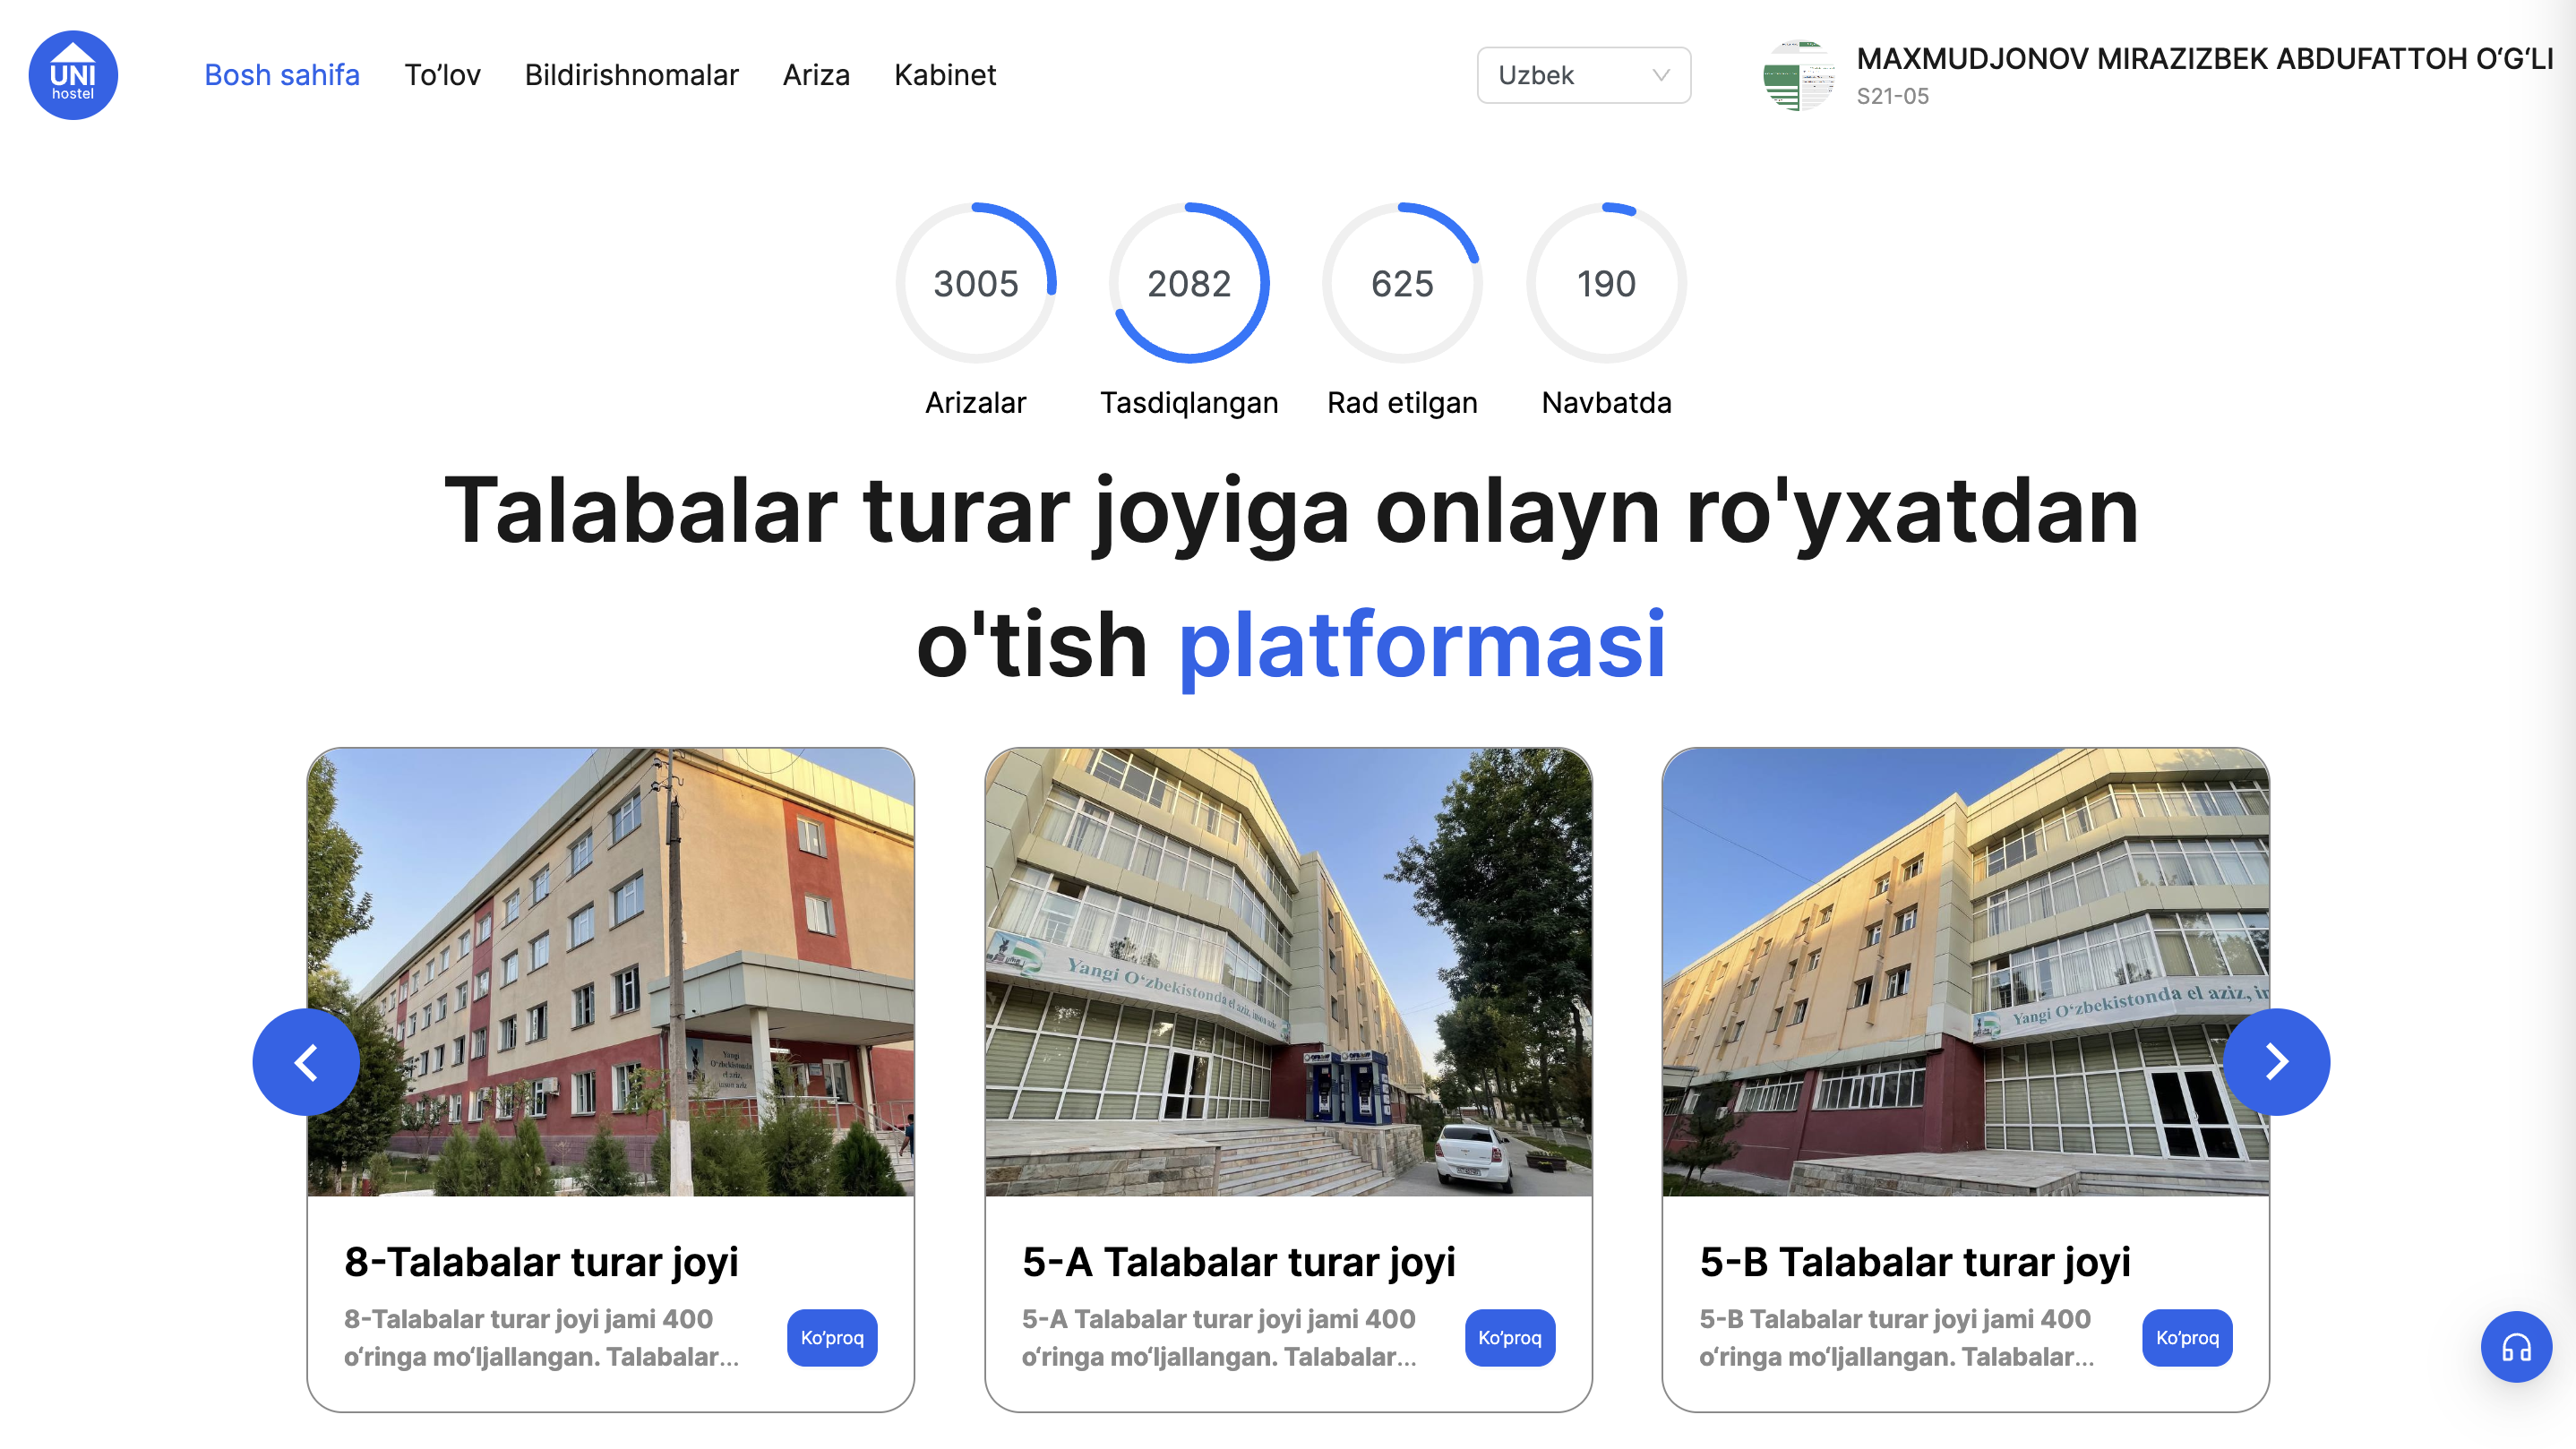 UNI
hostel
Bosh sahifa
To’lov
Bildirishnomalar
Ariza
Kabinet
Uzbek
MAXMUDJONOV MIRAZIZBEK ABDUFATTOH O‘G‘LI
S21-05
3005
2082
625
190
Arizalar
Tasdiqlangan
Rad etilgan
Navbatda
Talabalar turar joyiga onlayn ro'yxatdan
o'tish platformasi
Yangi
O‘zbekistonda
el aziz,
inson aziz
Yangi O‘zbekistonda el aziz, inson aziz
Yangi O‘zbekistonda el aziz, in
8-Talabalar turar joyi
8-Talabalar turar joyi jami 400
o‘ringa mo‘ljallangan. Talabalar...
Ko’proq
5-A Talabalar turar joyi
5-A Talabalar turar joyi jami 400
o‘ringa mo‘ljallangan. Talabalar...
Ko’proq
5-B Talabalar turar joyi
5-B Talabalar turar joyi jami 400
o‘ringa mo‘ljallangan. Talabalar...
Ko’proq